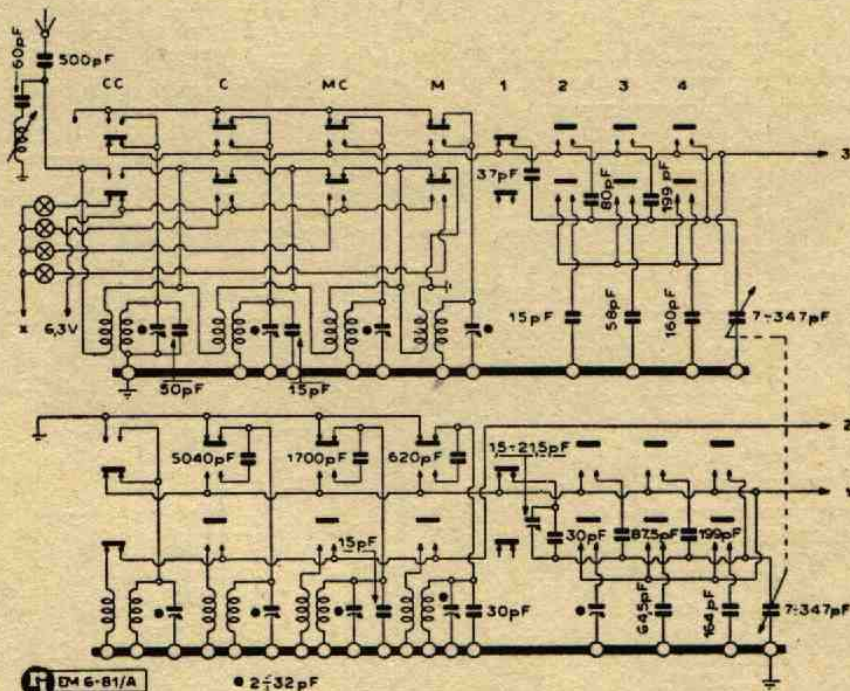 60pF
500pF
CC C MC M 1 2 3 4
3
37pF
80pF
199pF
x 6,3V
15pF 58pF 160pF 7÷347pF
50pF 15pF
2
5040pF 1700pF 620pF 1,5÷21,5pF
1
15pF
30pF 87,5pF 199pF
30pF
64,5pF 164pF 7÷347pF
EM 6-81/A
● 2÷32pF